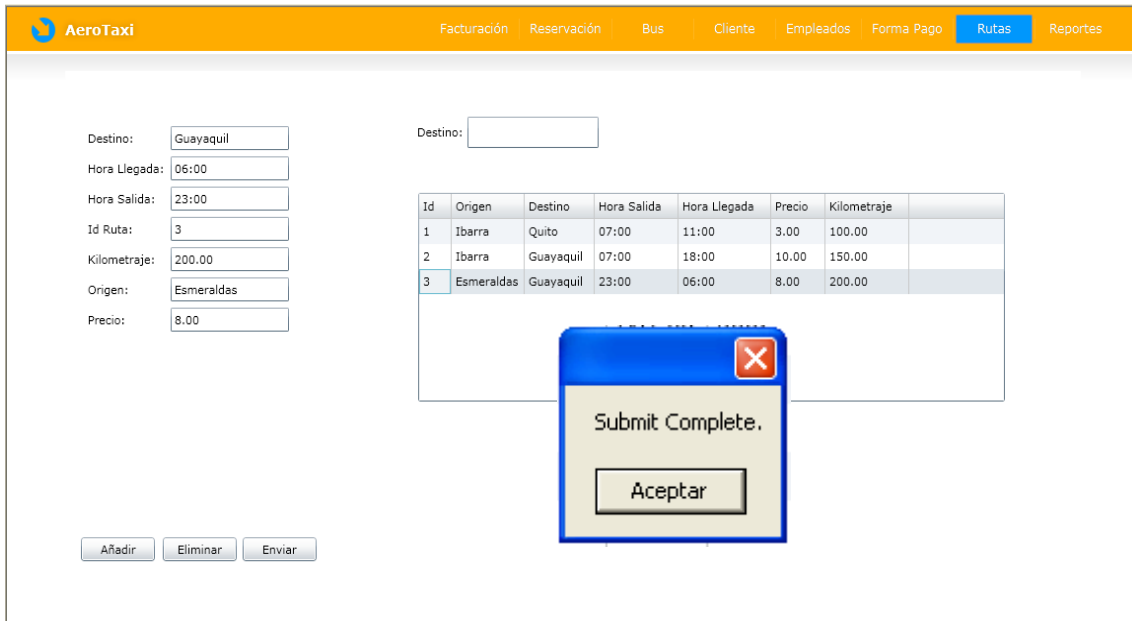 AeroTaxi Facturación Reservación Bus Cliente Empleados Forma Pago Rutas Reportes
Destino: Guayaquil
Hora Llegada: 06:00
Hora Salida: 23:00
Id Ruta: 3
Kilometraje: 200.00
Origen: Esmeraldas
Precio: 8.00
Destino:
Id Origen Destino Hora Salida Hora Llegada Precio Kilometraje
1 Ibarra Quito 07:00 11:00 3.00 100.00
2 Ibarra Guayaquil 07:00 18:00 10.00 150.00
3 Esmeraldas Guayaquil 23:00 06:00 8.00 200.00
Submit Complete.
Aceptar
Añadir Eliminar Enviar